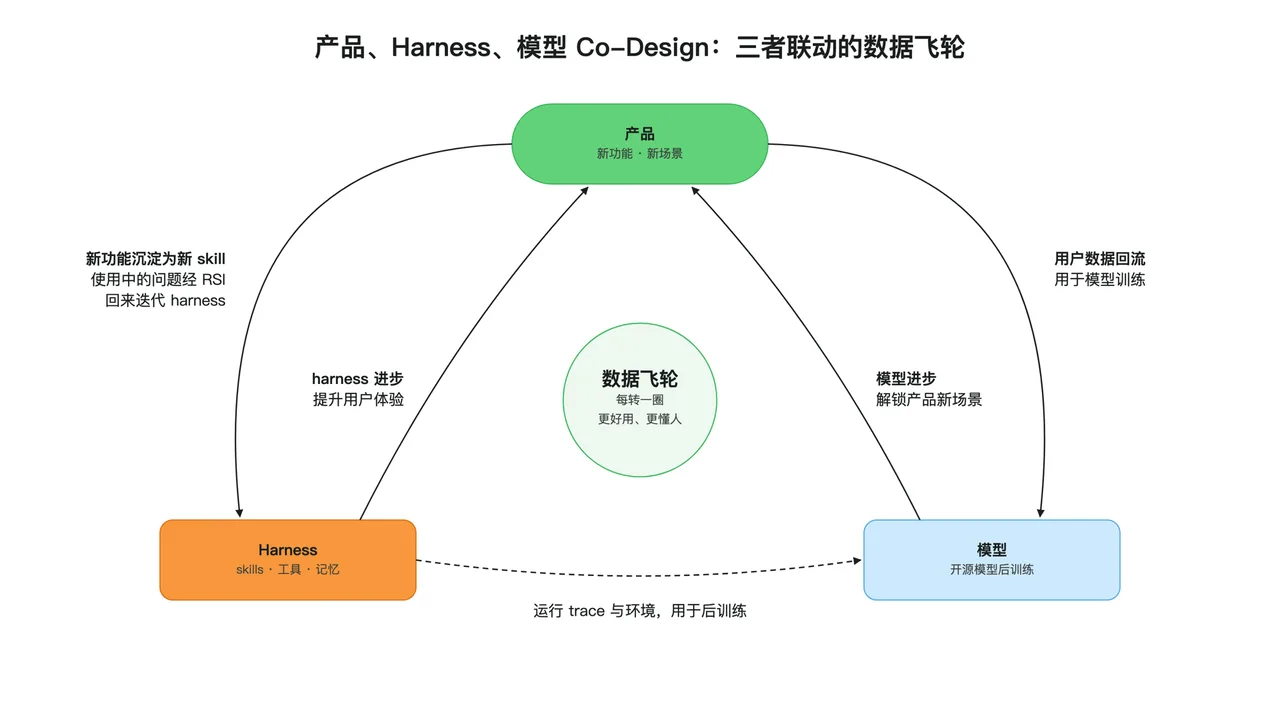 产品、Harness、模型 Co-Design：三者联动的数据飞轮
产品
新功能 · 新场景
新功能沉淀为新 skill
使用中的问题经 RSI
回来迭代 harness
用户数据回流
用于模型训练
harness 进步
提升用户体验
数据飞轮
每转一圈
更好用、更懂人
模型进步
解锁产品新场景
Harness
skills · 工具 · 记忆
模型
开源模型后训练
运行 trace 与环境，用于后训练